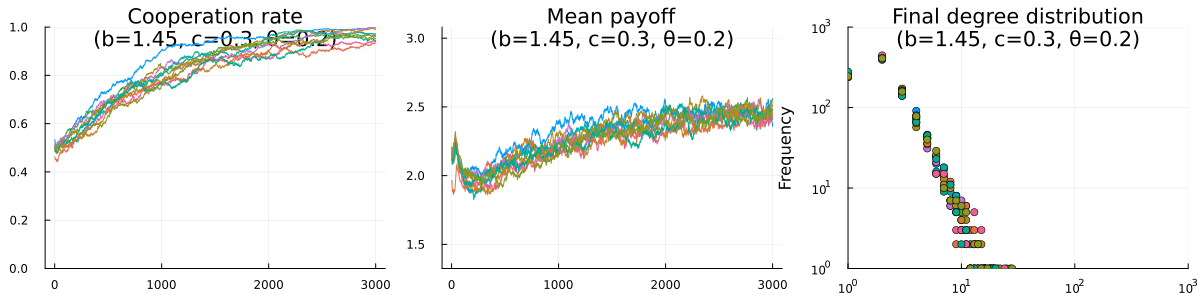 Cooperation rate
(b=1.45, c=0.3, θ=0.2)
1.0
0.8
0.6
0.4
0.2
0.0
0 1000 2000 3000
Mean payoff
(b=1.45, c=0.3, θ=0.2)
3.0
2.5
2.0
1.5
0 1000 2000 3000
Final degree distribution
(b=1.45, c=0.3, θ=0.2)
Frequency
10³
10²
10¹
10⁰
10⁰ 10¹ 10² 10³